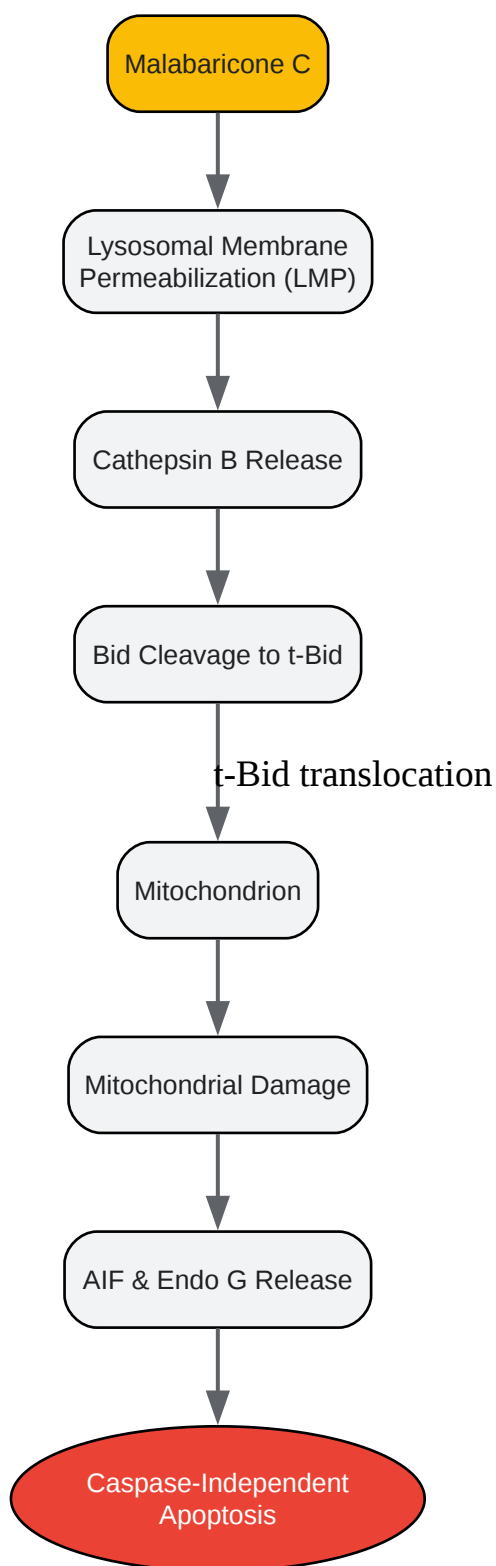 Malabaricone C
Lysosomal Membrane
Permeabilization (LMP)
Cathepsin B Release
Bid Cleavage to t-Bid
t-Bid translocation
Mitochondrion
Mitochondrial Damage
AIF & Endo G Release
Caspase-Independent
Apoptosis